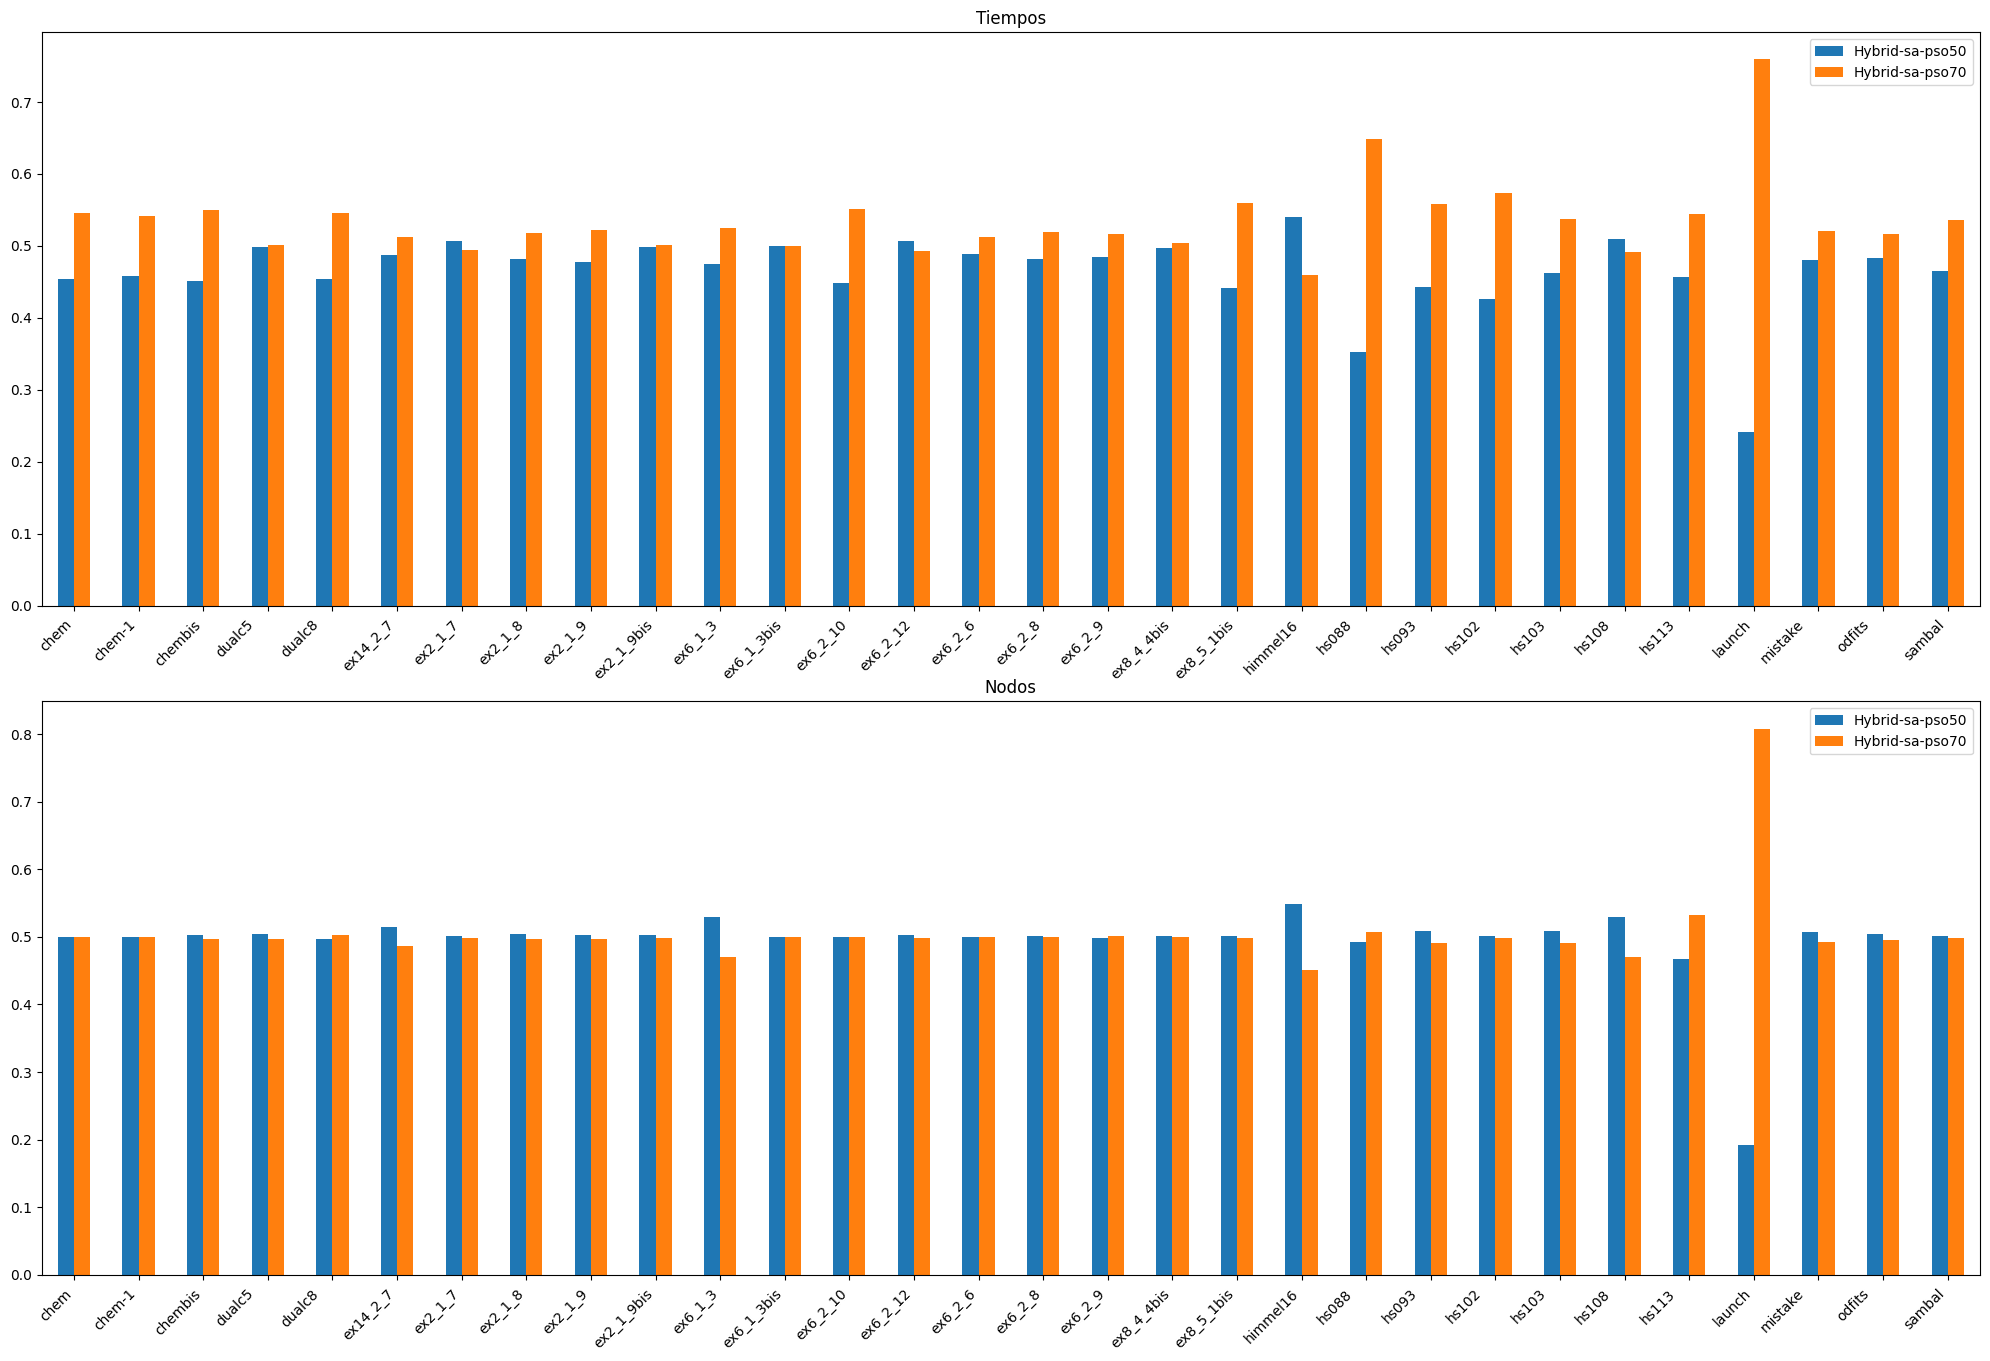 Tiempos
Hybrid-sa-pso50
Hybrid-sa-pso70
0.7
0.6
0.5
0.4
0.3
0.2
0.1
0.0
chem
chem-1
chembis
dualc5
dualc8
ex14_2_7
ex2_1_7
ex2_1_8
ex2_1_9
ex2_1_9bis
ex6_1_3
ex6_1_3bis
ex6_2_10
ex6_2_12
ex6_2_6
ex6_2_8
ex6_2_9
ex8_4_4bis
ex8_5_1bis
himmel16
hs088
hs093
hs102
hs103
hs108
hs113
launch
mistake
odfits
sambal
Nodos
Hybrid-sa-pso50
Hybrid-sa-pso70
0.8
0.7
0.6
0.5
0.4
0.3
0.2
0.1
0.0
chem
chem-1
chembis
dualc5
dualc8
ex14_2_7
ex2_1_7
ex2_1_8
ex2_1_9
ex2_1_9bis
ex6_1_3
ex6_1_3bis
ex6_2_10
ex6_2_12
ex6_2_6
ex6_2_8
ex6_2_9
ex8_4_4bis
ex8_5_1bis
himmel16
hs088
hs093
hs102
hs103
hs108
hs113
launch
mistake
odfits
sambal